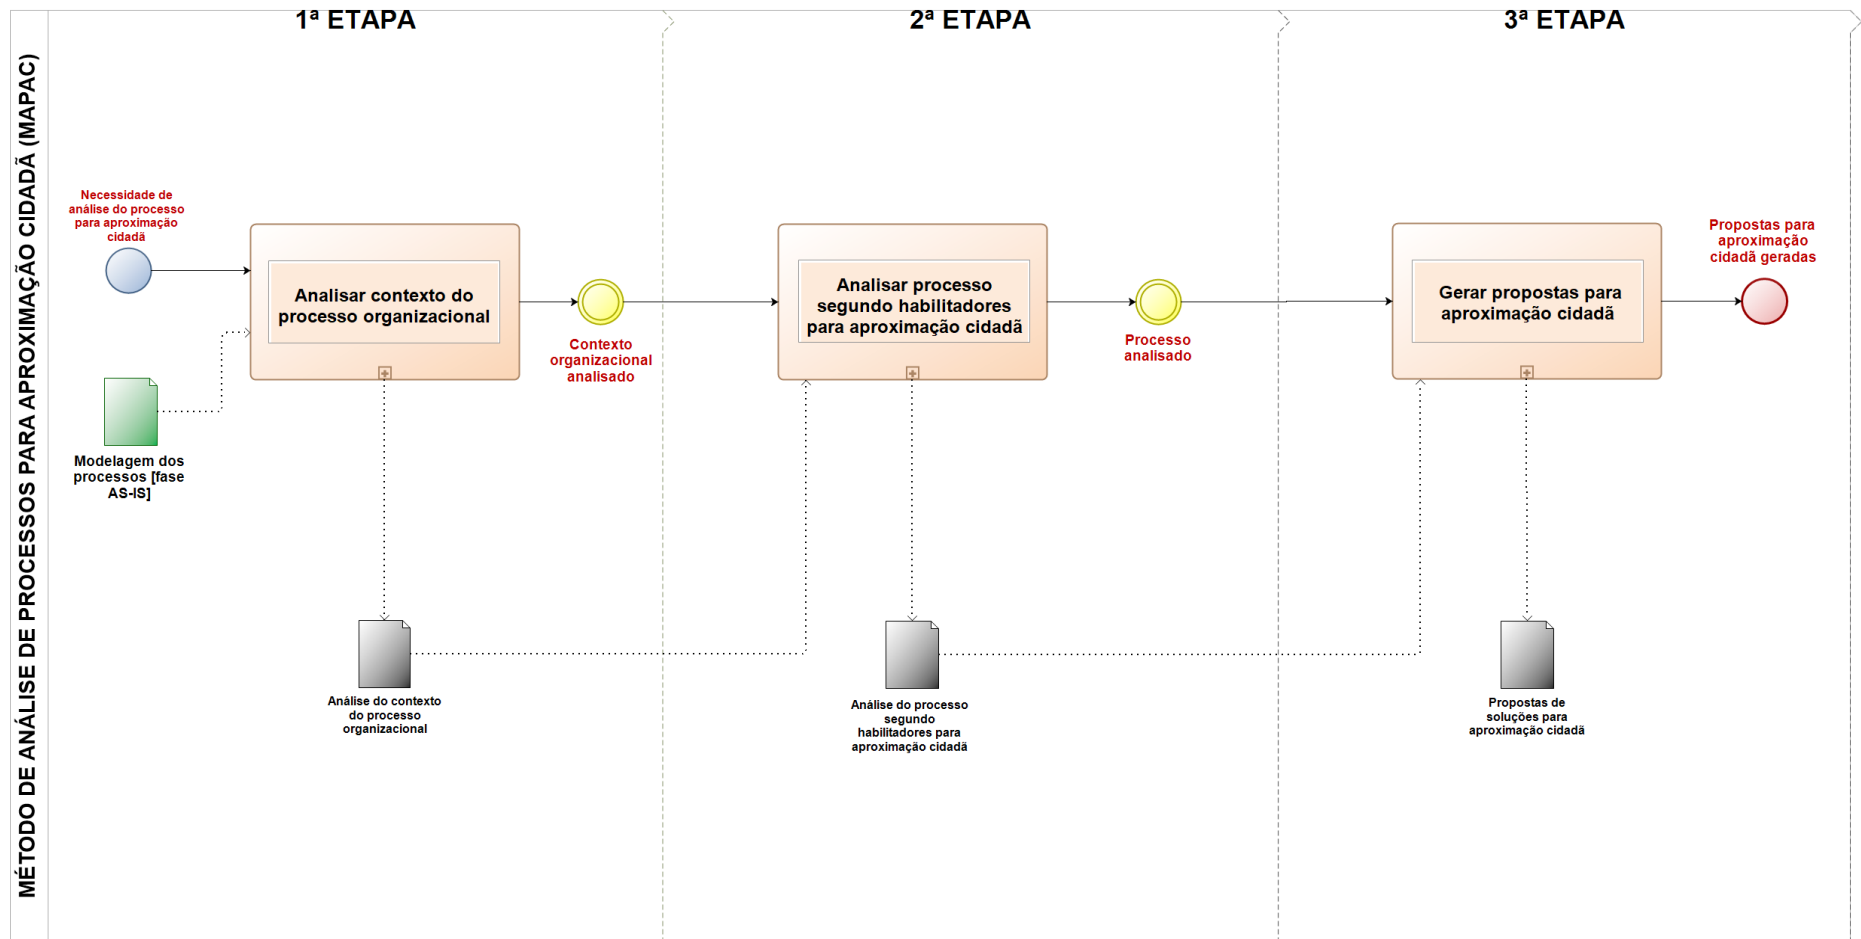 MÉTODO DE ANÁLISE DE PROCESSOS PARA APROXIMAÇÃO CIDADÃ (MAPAC)
1ª ETAPA
2ª ETAPA
3ª ETAPA
Necessidade de
análise do processo
para aproximação
cidadã
Analisar contexto do
processo organizacional
Contexto
organizacional
analisado
Modelagem dos
processos [fase
AS-IS]
Análise do contexto
do processo
organizacional
Analisar processo
segundo habilitadores
para aproximação cidadã
Processo
analisado
Análise do processo
segundo
habilitadores para
aproximação cidadã
Gerar propostas para
aproximação cidadã
Propostas para
aproximação
cidadã geradas
Propostas de
soluções para
aproximação cidadã